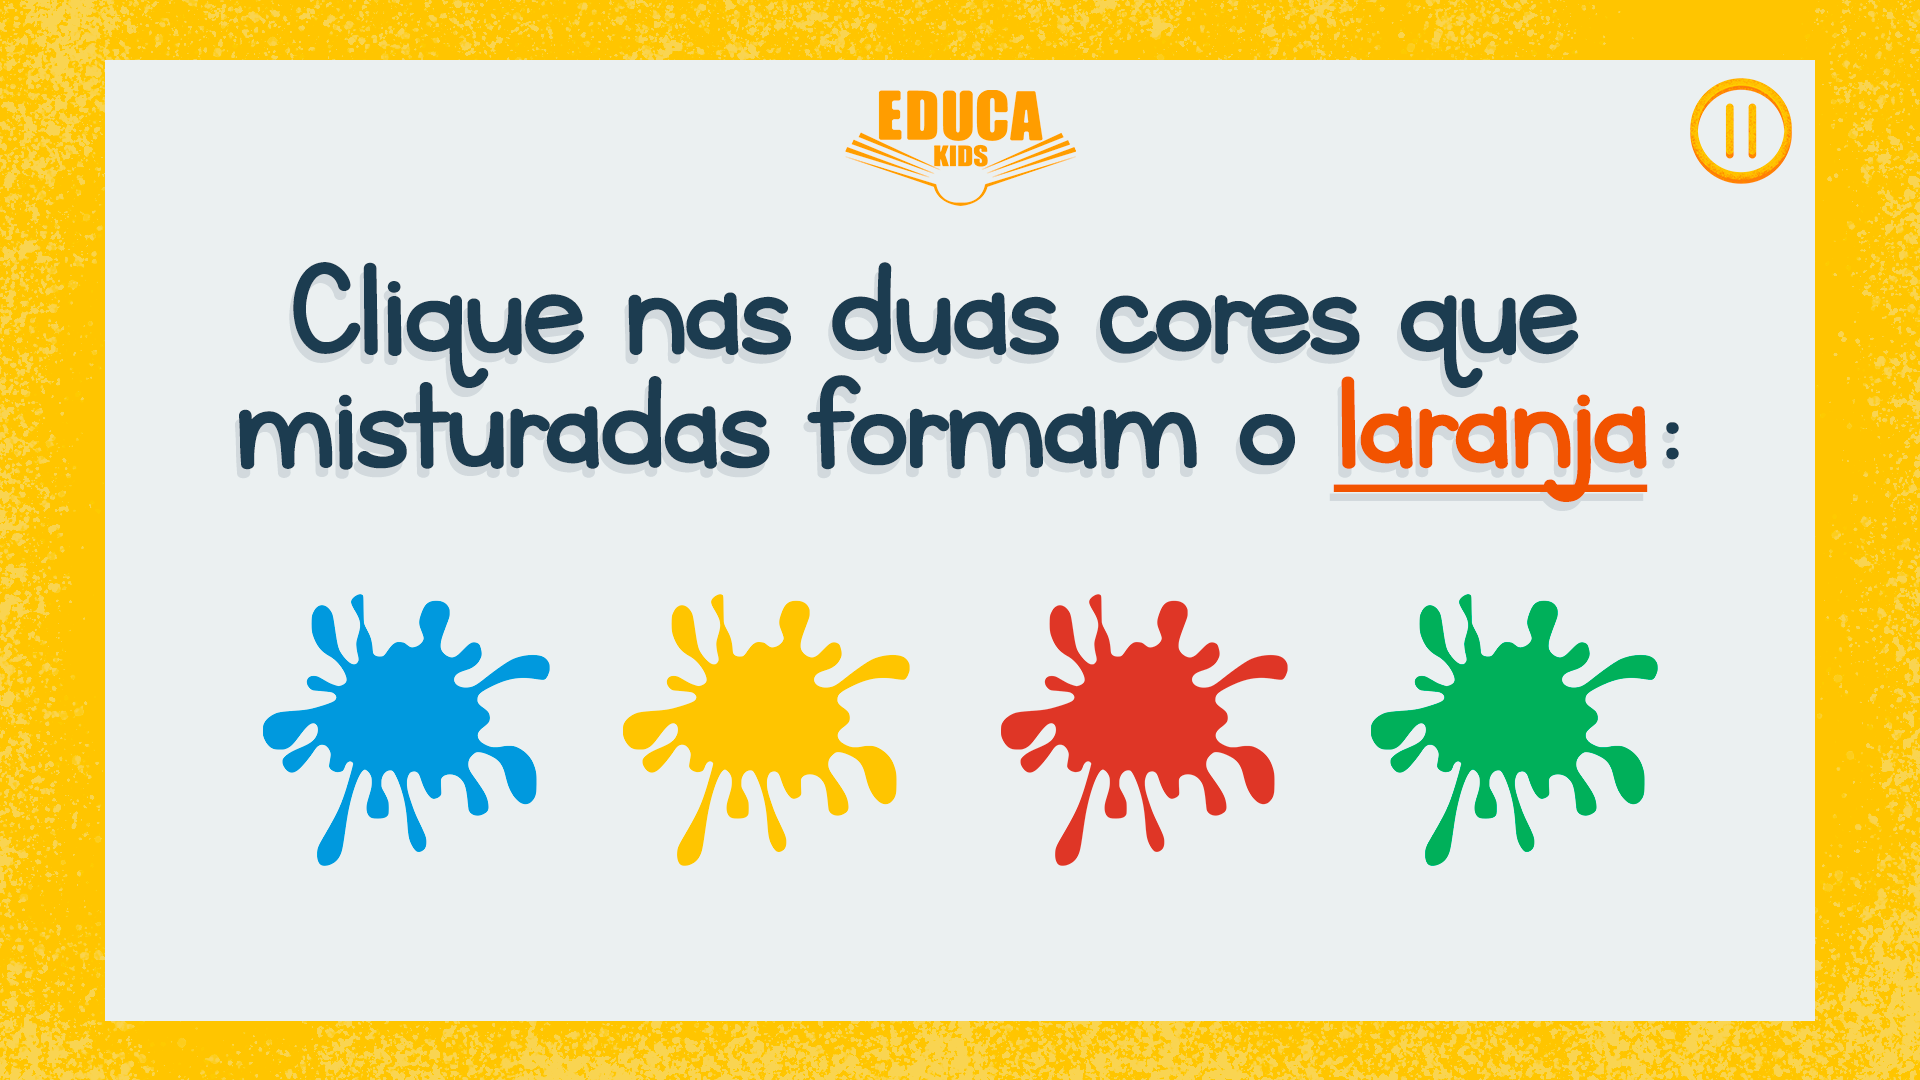 EDUCA
KIDS
Clique nas duas cores que
misturadas formam o laranja: